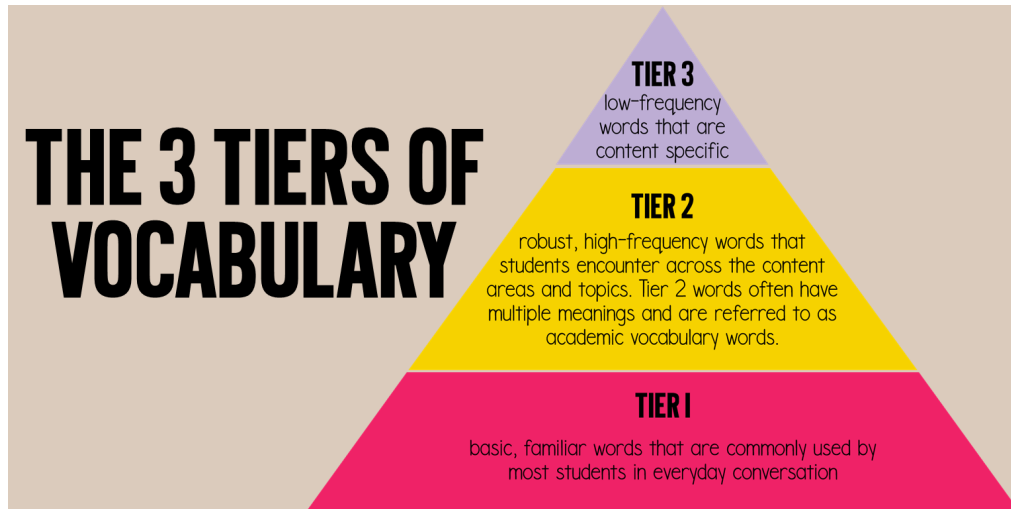 THE 3 TIERS OF
VOCABULARY
TIER 3
low-frequency
words that are
content specific
TIER 2
robust, high-frequency words that
students encounter across the content
areas and topics. Tier 2 words often have
multiple meanings and are referred to as
academic vocabulary words.
TIER 1
basic, familiar words that are commonly used by
most students in everyday conversation